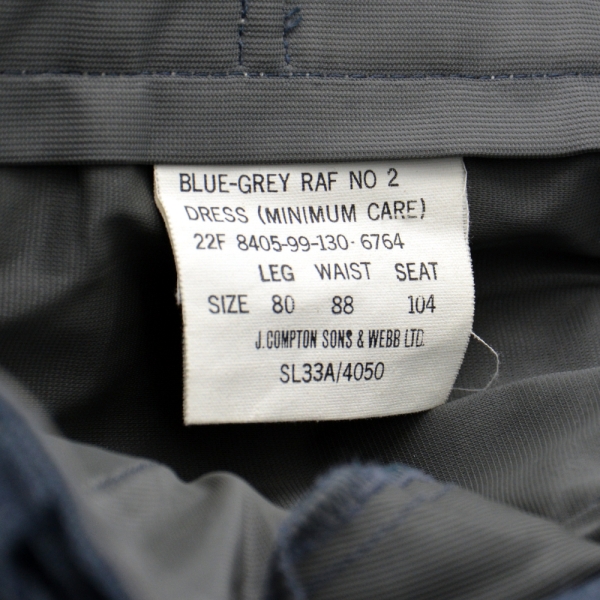 BLUE-GREY RAF NO 2
DRESS (MINIMUM CARE)
22F 8405-99-130-6764
LEG WAIST SEAT
SIZE 80 88 104
J. COMPTON SONS & WEBB LTD.
SL33A/4050